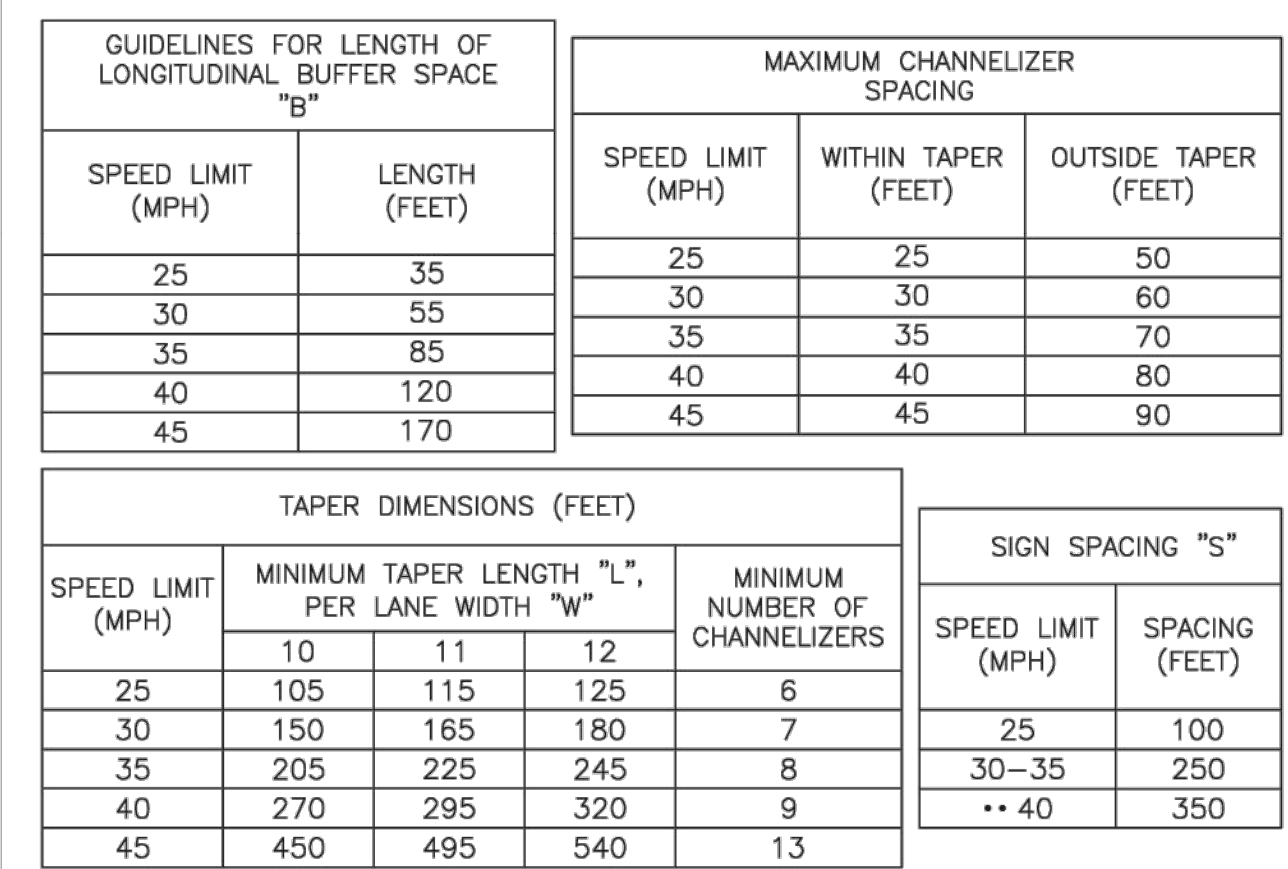 GUIDELINES FOR LENGTH OF
LONGITUDINAL BUFFER SPACE
"B"
SPEED LIMIT
(MPH)
LENGTH
(FEET)
25 35
30 55
35 85
40 120
45 170
MAXIMUM CHANNELIZER
SPACING
SPEED LIMIT
(MPH)
WITHIN TAPER
(FEET)
OUTSIDE TAPER
(FEET)
25 25 50
30 30 60
35 35 70
40 40 80
45 45 90
TAPER DIMENSIONS (FEET)
SPEED LIMIT
(MPH)
MINIMUM TAPER LENGTH "L",
PER LANE WIDTH "W"
10 11 12
MINIMUM
NUMBER OF
CHANNELIZERS
25 105 115 125 6
30 150 165 180 7
35 205 225 245 8
40 270 295 320 9
45 450 495 540 13
SIGN SPACING "S"
SPEED LIMIT
(MPH)
SPACING
(FEET)
25 100
30–35 250
•• 40 350